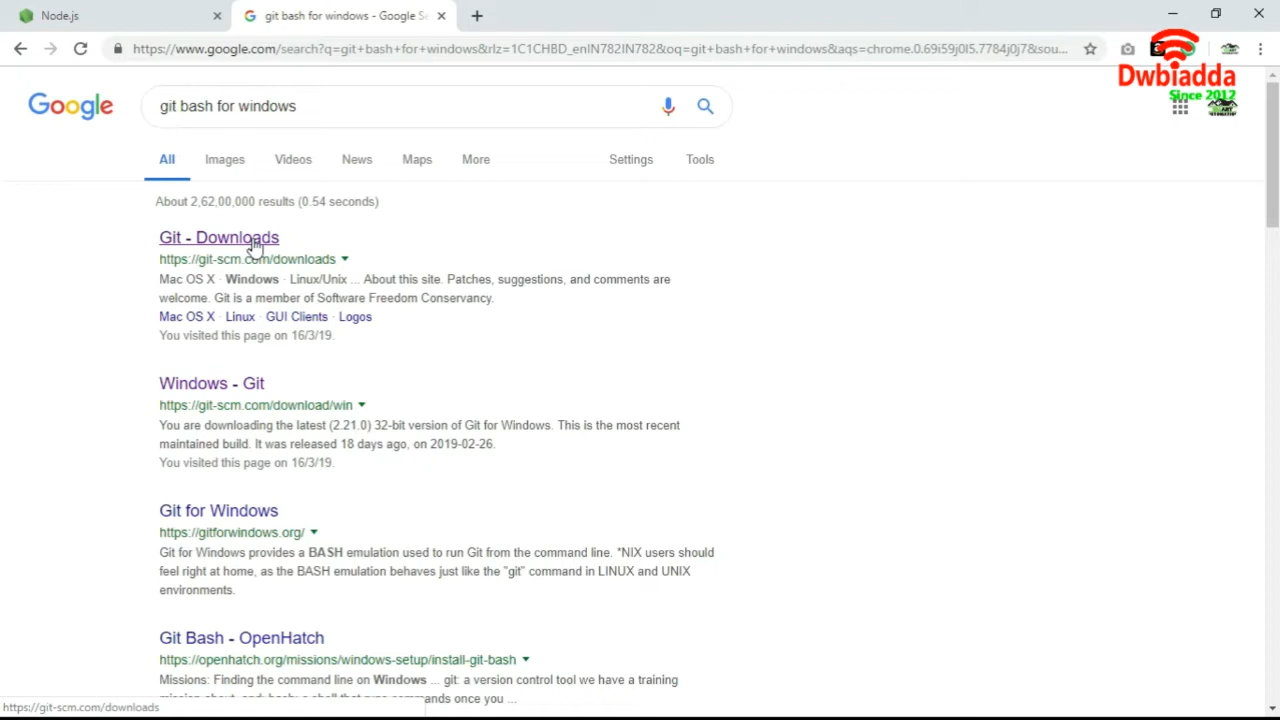 Node.js
git bash for windows - Google Se
https://www.google.com/search?q=git+bash+for+windows&rlz=1C1CHBD_enIN782IN782&oq=git+bash+for+windows&aqs=chrome.0.69i59j0l5.7784j0j7&sou...
Dwbiadda
Since 2012
Google
git bash for windows
All Images Videos News Maps More Settings Tools
About 2,62,00,000 results (0.54 seconds)
Git - Downloads
https://git-scm.com/downloads
Mac OS X · Windows · Linux/Unix ... About this site. Patches, suggestions, and comments are
welcome. Git is a member of Software Freedom Conservancy.
Mac OS X · Linux · GUI Clients · Logos
You visited this page on 16/3/19.
Windows - Git
https://git-scm.com/download/win
You are downloading the latest (2.21.0) 32-bit version of Git for Windows. This is the most recent
maintained build. It was released 18 days ago, on 2019-02-26.
You visited this page on 16/3/19.
Git for Windows
https://gitforwindows.org/
Git for Windows provides a BASH emulation used to run Git from the command line. *NIX users should
feel right at home, as the BASH emulation behaves just like the "git" command in LINUX and UNIX
environments.
Git Bash - OpenHatch
https://openhatch.org/missions/windows-setup/install-git-bash
Missions: Finding the command line on Windows ... git: a version control tool we have a training
commands once you ...
https://git-scm.com/downloads